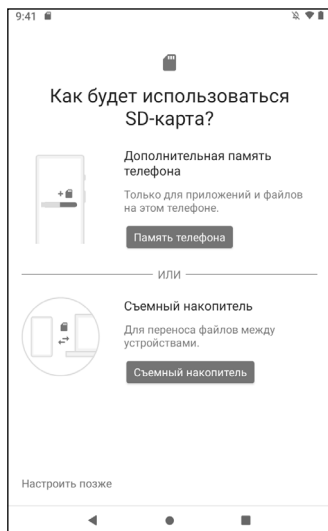 9:41
Как будет использоваться
SD-карта?
Дополнительная память
телефона
Только для приложений и файлов
на этом телефоне.
Память телефона
ИЛИ
Съемный накопитель
Для переноса файлов между
устройствами.
Съемный накопитель
Настроить позже